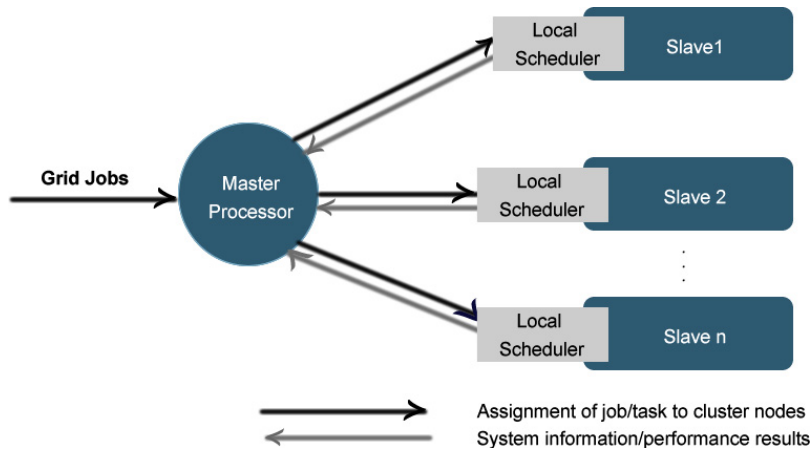 Local
Scheduler
Slave1
Grid Jobs
Master
Processor
Local
Scheduler
Slave 2
Local
Scheduler
Slave n
Assignment of job/task to cluster nodes
System information/performance results